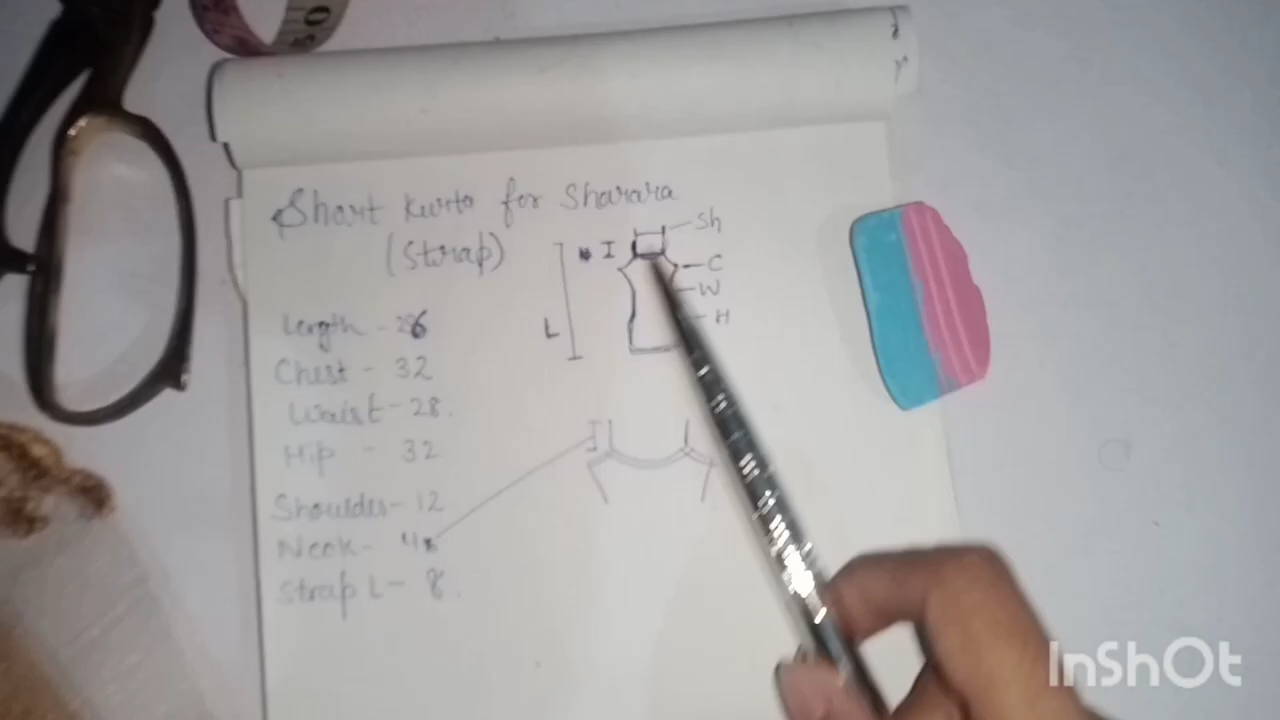 Short Kurta for Sharara
(Strap)
Sh
I
C
W
H
L
Length - 26
Chest - 32
Waist - 28.
Hip - 32
Shoulder - 12
Neck - 4
Strap L - 8.
InShOt